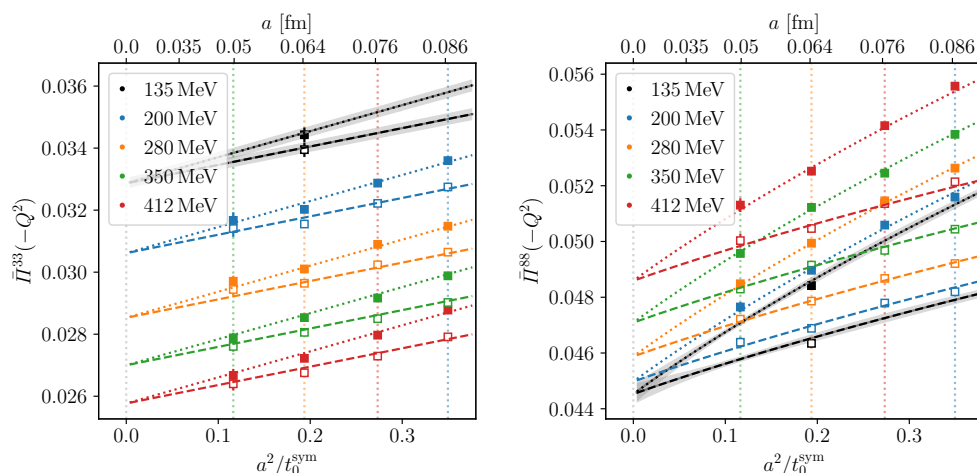 a [fm]
0.0 0.035 0.05 0.064 0.076 0.086
0.036
0.034
0.032
0.030
0.028
0.026
Π̄³³(−Q²)
135 MeV
200 MeV
280 MeV
350 MeV
412 MeV
0.0 0.1 0.2 0.3
a²/t₀ˢʸᵐ
a [fm]
0.0 0.035 0.05 0.064 0.076 0.086
0.056
0.054
0.052
0.050
0.048
0.046
0.044
Π̄⁸⁸(−Q²)
135 MeV
200 MeV
280 MeV
350 MeV
412 MeV
0.0 0.1 0.2 0.3
a²/t₀ˢʸᵐ